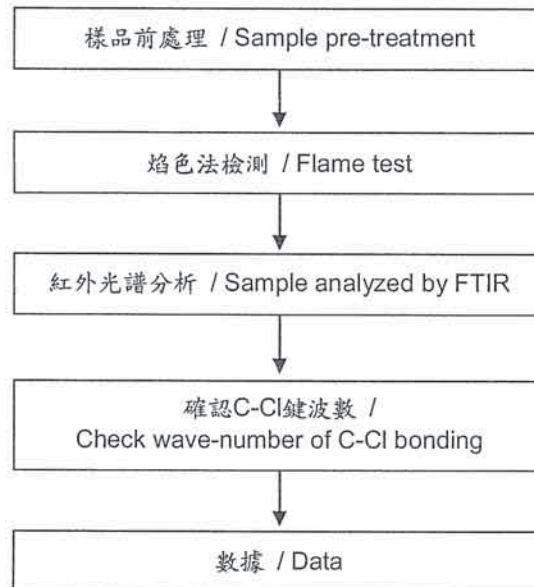 樣品前處理 / Sample pre-treatment
焰色法檢測 / Flame test
紅外光譜分析 / Sample analyzed by FTIR
確認C-Cl鍵波數 /
Check wave-number of C-Cl bonding
數據 / Data